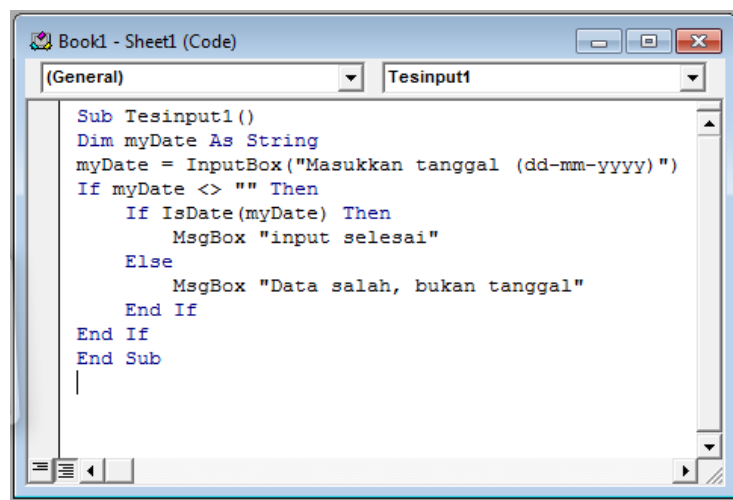 Book1 - Sheet1 (Code)
(General) Tesinput1
Sub Tesinput1()
Dim myDate As String
myDate = InputBox("Masukkan tanggal (dd-mm-yyyy)")
If myDate <> "" Then
    If IsDate(myDate) Then
        MsgBox "input selesai"
    Else
        MsgBox "Data salah, bukan tanggal"
    End If
End If
End Sub